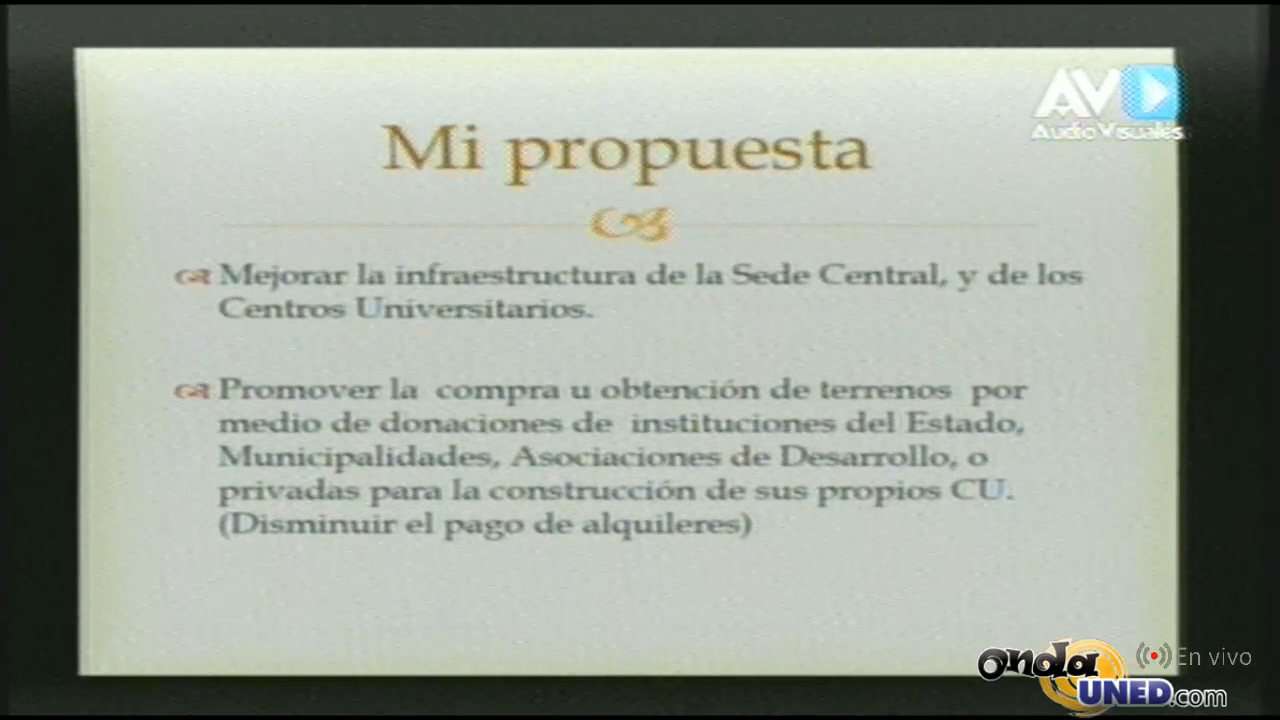 AV
AudioVisuales
Mi propuesta
Mejorar la infraestructura de la Sede Central, y de los
Centros Universitarios.
Promover la compra u obtención de terrenos por
medio de donaciones de instituciones del Estado,
Municipalidades, Asociaciones de Desarrollo, o
privadas para la construcción de sus propios CU.
(Disminuir el pago de alquileres)
onda
UNED.com
En vivo